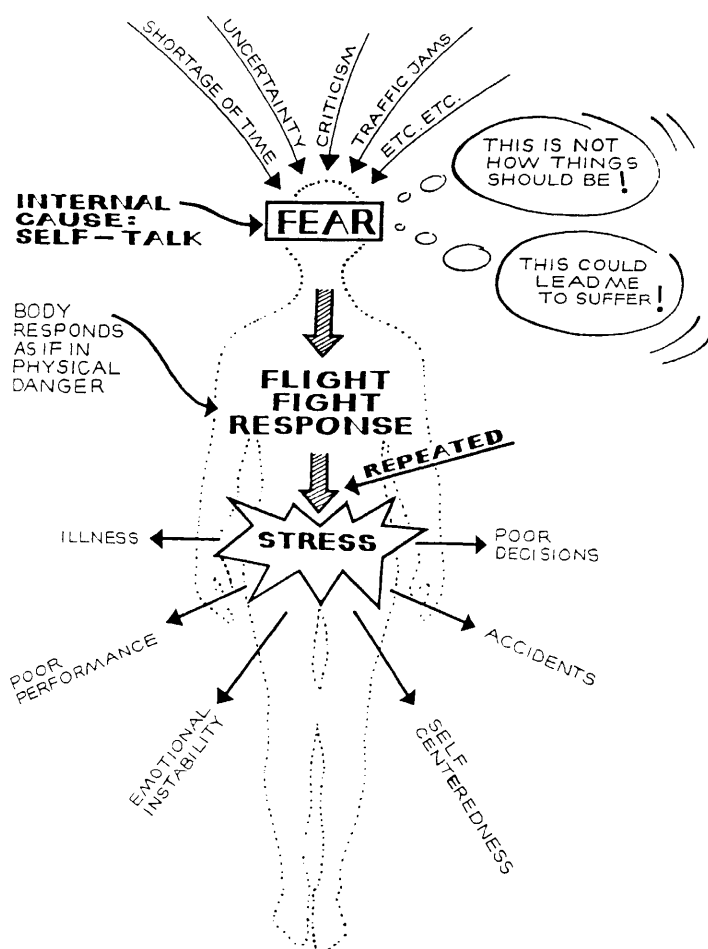 SHORTAGE OF TIME
UNCERTAINTY
CRITICISM
TRAFFIC JAMS
ETC. ETC.
THIS IS NOT
HOW THINGS
SHOULD BE!
INTERNAL
CAUSE:
SELF-TALK
FEAR
THIS COULD
LEAD ME
TO SUFFER!
BODY
RESPONDS
AS IF IN
PHYSICAL
DANGER
FLIGHT
FIGHT
RESPONSE
REPEATED
STRESS
ILLNESS
POOR
DECISIONS
POOR
PERFORMANCE
ACCIDENTS
EMOTIONAL
INSTABILITY
SELF
CENTEREDNESS